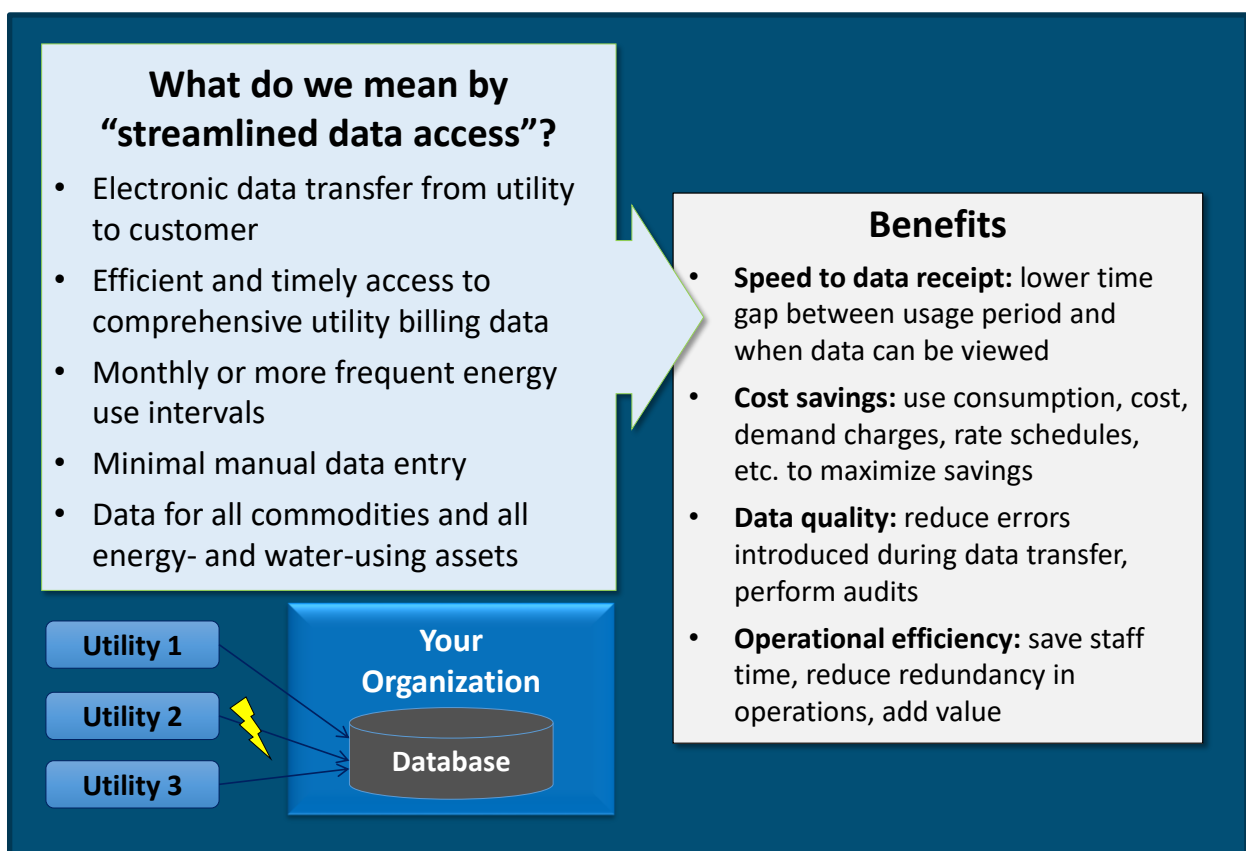 What do we mean by
“streamlined data access”?
• Electronic data transfer from utility
to customer
• Efficient and timely access to
comprehensive utility billing data
• Monthly or more frequent energy
use intervals
• Minimal manual data entry
• Data for all commodities and all
energy- and water-using assets
Benefits
• Speed to data receipt: lower time
gap between usage period and
when data can be viewed
• Cost savings: use consumption, cost,
demand charges, rate schedules,
etc. to maximize savings
• Data quality: reduce errors
introduced during data transfer,
perform audits
• Operational efficiency: save staff
time, reduce redundancy in
operations, add value
Utility 1
Utility 2
Utility 3
Your
Organization
Database